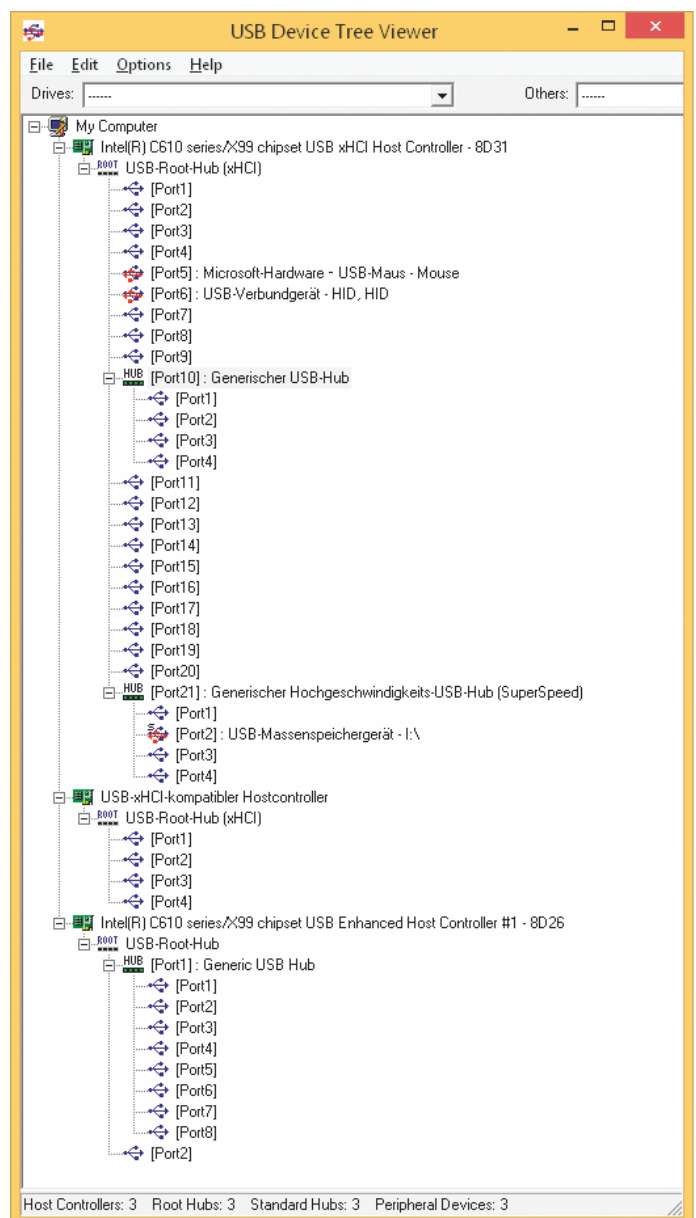 USB Device Tree Viewer
File Edit Options Help
Drives: ------ Others: ------
My Computer
Intel(R) C610 series/X99 chipset USB xHCI Host Controller - 8D31
ROOT USB-Root-Hub (xHCI)
[Port1]
[Port2]
[Port3]
[Port4]
[Port5] : Microsoft-Hardware - USB-Maus - Mouse
[Port6] : USB-Verbundgerät - HID, HID
[Port7]
[Port8]
[Port9]
HUB [Port10] : Generischer USB-Hub
[Port1]
[Port2]
[Port3]
[Port4]
[Port11]
[Port12]
[Port13]
[Port14]
[Port15]
[Port16]
[Port17]
[Port18]
[Port19]
[Port20]
HUB [Port21] : Generischer Hochgeschwindigkeits-USB-Hub (SuperSpeed)
[Port1]
S [Port2] : USB-Massenspeichergerät - I:\
[Port3]
[Port4]
USB-xHCI-kompatibler Hostcontroller
ROOT USB-Root-Hub (xHCI)
[Port1]
[Port2]
[Port3]
[Port4]
Intel(R) C610 series/X99 chipset USB Enhanced Host Controller #1 - 8D26
ROOT USB-Root-Hub
HUB [Port1] : Generic USB Hub
[Port1]
[Port2]
[Port3]
[Port4]
[Port5]
[Port6]
[Port7]
[Port8]
[Port2]
Host Controllers: 3 Root Hubs: 3 Standard Hubs: 3 Peripheral Devices: 3